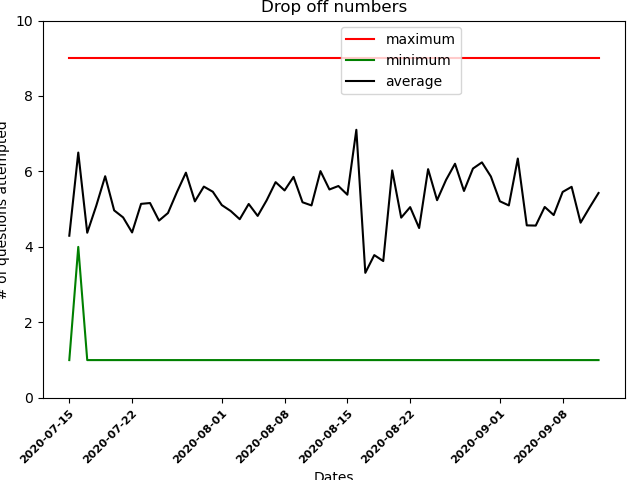 Drop off numbers
maximum
minimum
average
# of questions attempted
10
8
6
4
2
0
2020-07-15
2020-07-22
2020-08-01
2020-08-08
2020-08-15
2020-08-22
2020-09-01
2020-09-08
Dates